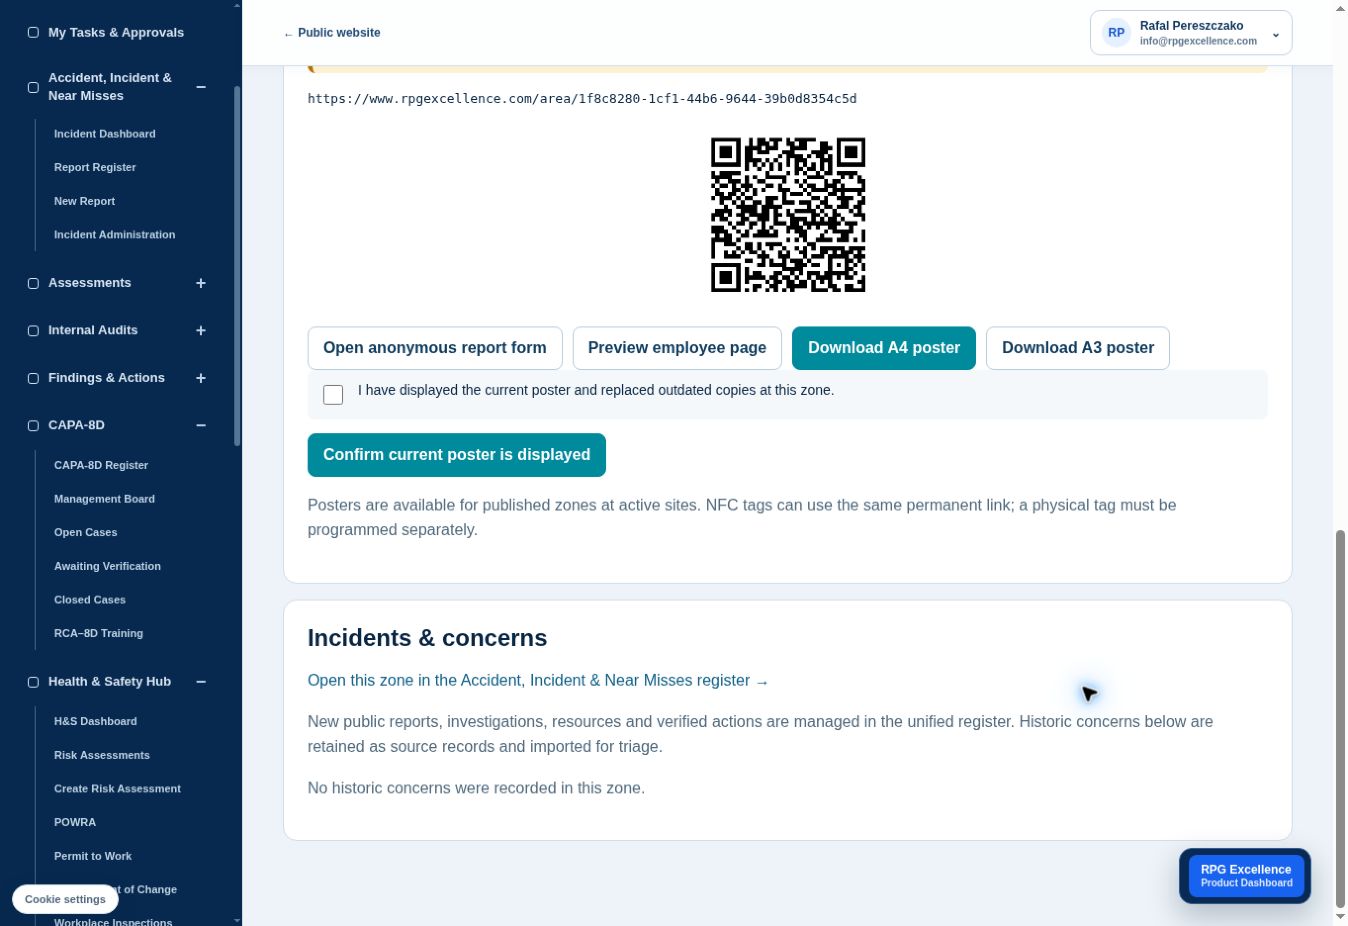 My Tasks & Approvals
Accident, Incident &
Near Misses
Incident Dashboard
Report Register
New Report
Incident Administration
Assessments
Internal Audits
Findings & Actions
CAPA-8D
CAPA-8D Register
Management Board
Open Cases
Awaiting Verification
Closed Cases
RCA–8D Training
Health & Safety Hub
H&S Dashboard
Risk Assessments
Create Risk Assessment
POWRA
Permit to Work
of Change
Cookie settings
Workplace Inspections
← Public website
RP
Rafal Pereszczako
info@rpgexcellence.com
https://www.rpgexcellence.com/area/1f8c8280-1cf1-44b6-9644-39b0d8354c5d
Open anonymous report form
Preview employee page
Download A4 poster
Download A3 poster
I have displayed the current poster and replaced outdated copies at this zone.
Confirm current poster is displayed
Posters are available for published zones at active sites. NFC tags can use the same permanent link; a physical tag must be
programmed separately.
Incidents & concerns
Open this zone in the Accident, Incident & Near Misses register →
New public reports, investigations, resources and verified actions are managed in the unified register. Historic concerns below are
retained as source records and imported for triage.
No historic concerns were recorded in this zone.
RPG Excellence
Product Dashboard